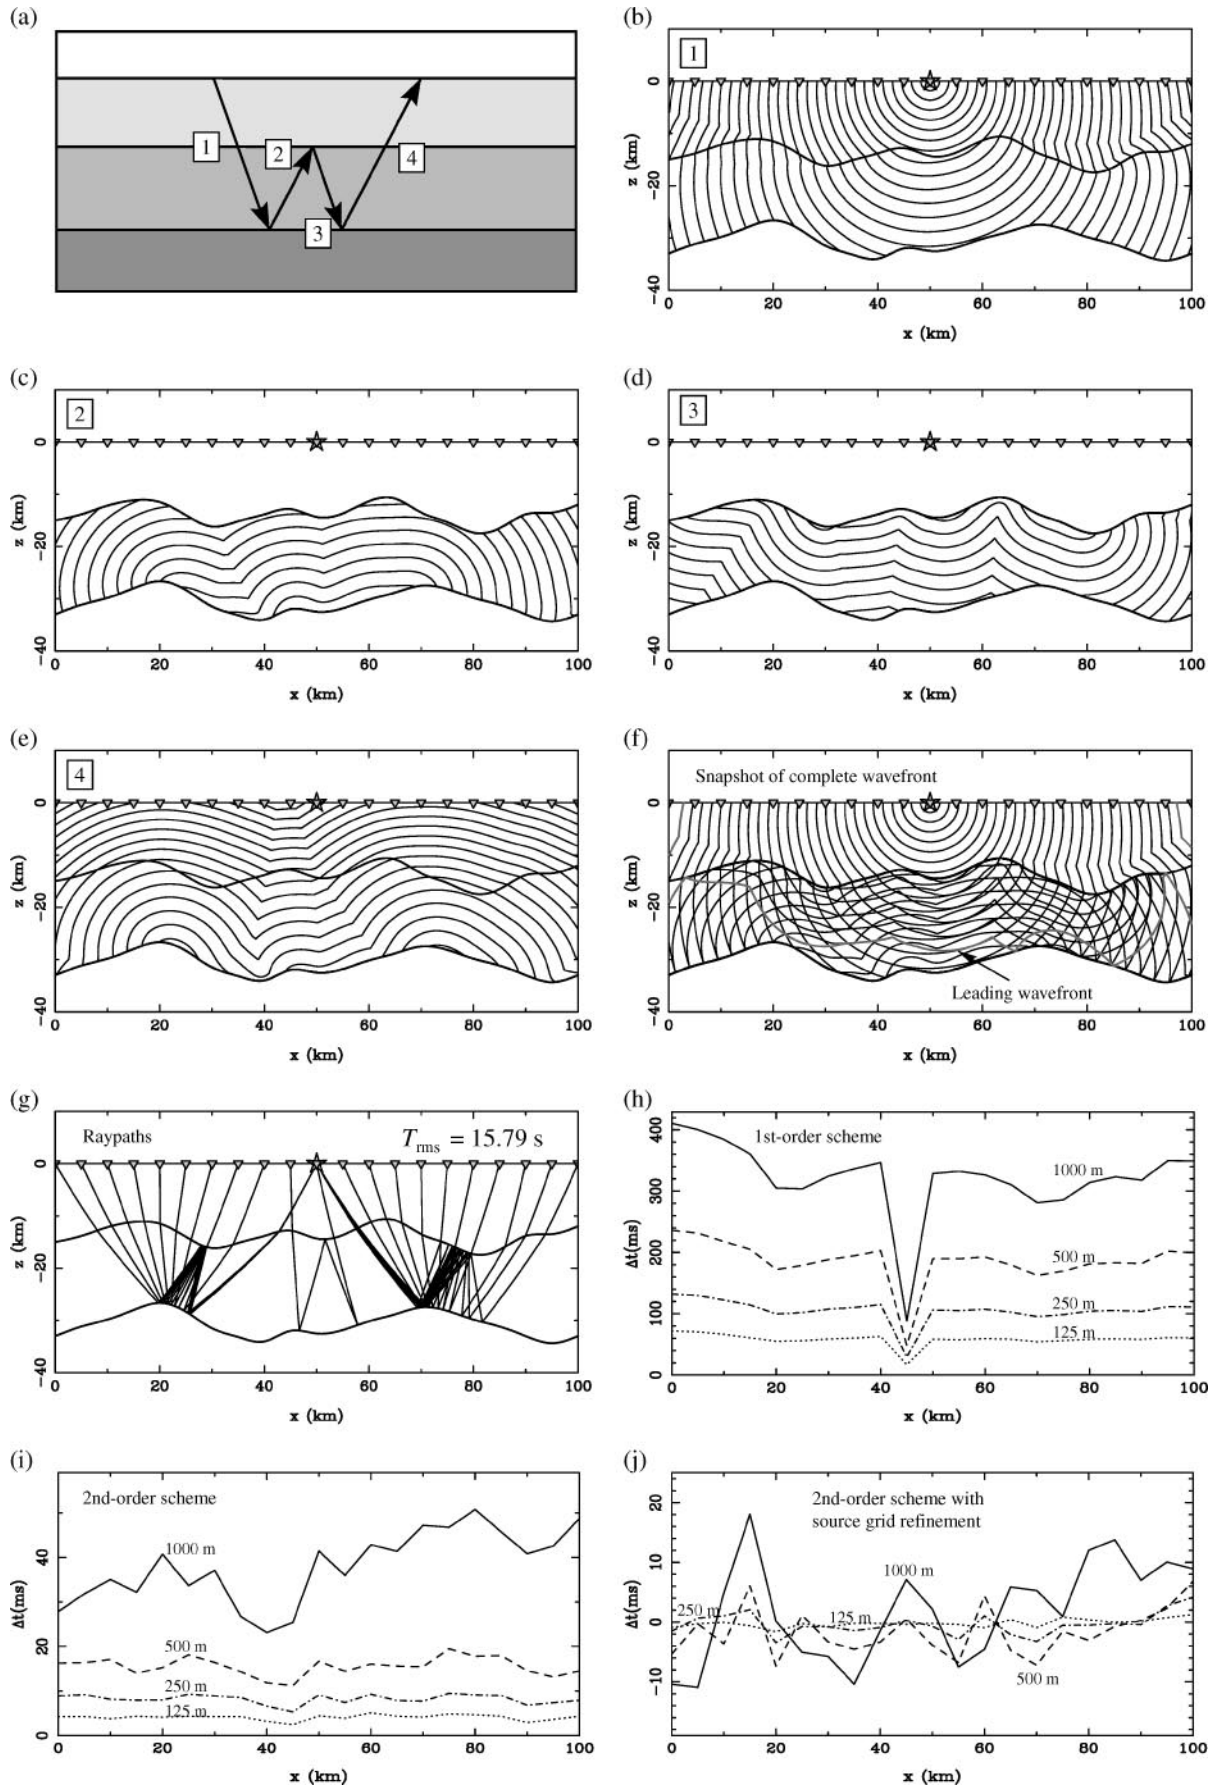 (a)
1
2
3
4
(b)
1
0
−20
−40
z (km)
0 20 40 60 80 100
x (km)
(c)
2
0
−20
−40
z (km)
0 20 40 60 80 100
x (km)
(d)
3
0
−20
−40
z (km)
0 20 40 60 80 100
x (km)
(e)
4
0
−20
−40
z (km)
0 20 40 60 80 100
x (km)
(f)
Snapshot of complete wavefront
Leading wavefront
0
−20
−40
z (km)
0 20 40 60 80 100
x (km)
(g)
Raypaths
Trms = 15.79 s
0
−20
−40
z (km)
0 20 40 60 80 100
x (km)
(h)
1st-order scheme
1000 m
500 m
250 m
125 m
400
300
200
100
0
Δt(ms)
0 20 40 60 80 100
x (km)
(i)
2nd-order scheme
1000 m
500 m
250 m
125 m
40
20
0
Δt(ms)
0 20 40 60 80 100
x (km)
(j)
2nd-order scheme with
source grid refinement
1000 m
250 m
125 m
500 m
20
10
0
−10
Δt(ms)
0 20 40 60 80 100
x (km)